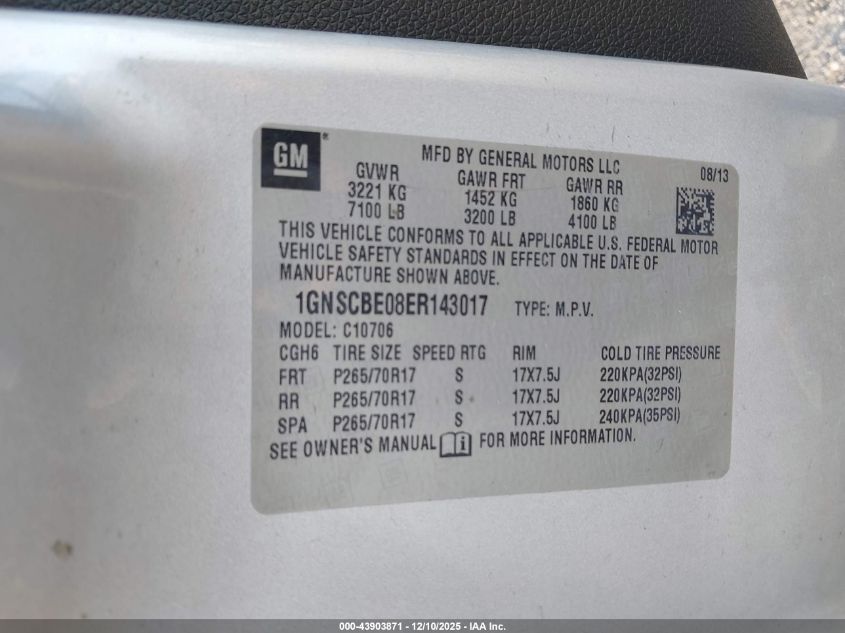 GM®
MFD BY GENERAL MOTORS LLC
08/13
GVWR GAWR FRT GAWR RR
3221 KG 1452 KG 1860 KG
7100 LB 3200 LB 4100 LB
THIS VEHICLE CONFORMS TO ALL APPLICABLE U.S. FEDERAL MOTOR
VEHICLE SAFETY STANDARDS IN EFFECT ON THE DATE OF
MANUFACTURE SHOWN ABOVE.
1GNSCBE08ER143017 TYPE: M.P.V.
MODEL: C10706
CGH6 TIRE SIZE SPEED RTG RIM COLD TIRE PRESSURE
FRT P265/70R17 S 17X7.5J 220KPA(32PSI)
RR P265/70R17 S 17X7.5J 220KPA(32PSI)
SPA P265/70R17 S 17X7.5J 240KPA(35PSI)
SEE OWNER'S MANUAL i FOR MORE INFORMATION.
000-43903871 - 12/10/2025 - IAA Inc.